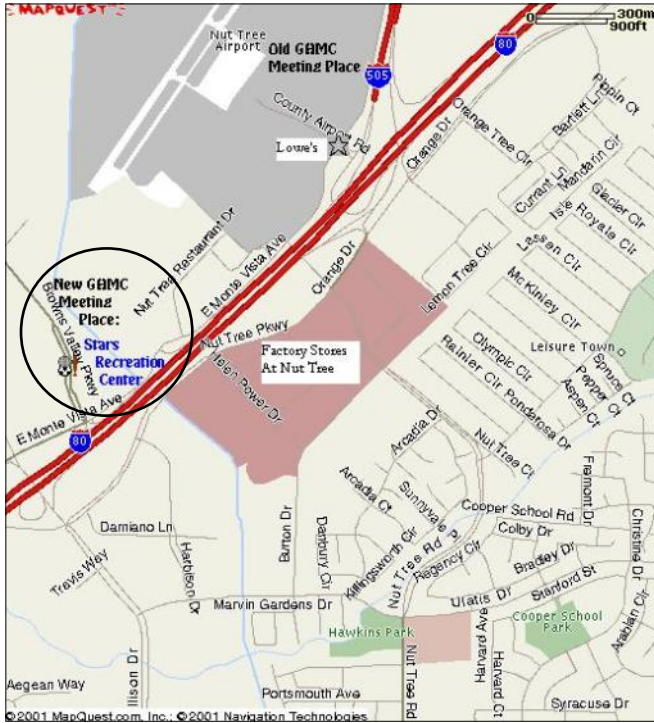 MAPQUEST
300m
0
900ft
Nut Tree
Airport
Old GHMC
Meeting Place
505
80
County Airport Rd
Lowe's
Orange Dr
Orange Tree Cir
Pippin Ct
Bartlett Ln
Mandarin Cir
Currant Ln
Glacier Cir
Isle Royale Cir
Lassen Cir
McKinley Cir
Lemon Tree Cir
Nut Tree Restaurant Dr
E Monte Vista Ave
Orange Dr
New GHMC
Meeting
Place:
Stars
Recreation
Center
Browns Valley Pkwy
Nut Tree Pkwy
Helen Power Dr
Factory Stores
At Nut Tree
Olympic Cir
Leisure Town
Rainier Cir
Ponderosa Dr
Spruce Ct
Pepper Ct
Aspen Ct
E Monte Vista Ave
80
Arcadia Dr
Nut Tree Ct
Arcadia Ct
Sunnyvale
Fremont Dr
Cooper School Rd
Colby Dr
Christine Dr
Damiano Ln
Harbison Dr
Burton Dr
Danbury Cir
Killingsworth Cir
Nut Tree Rd
Regency Cir
Bradley Dr
Stanford St
Travis Way
Marvin Gardens Dr
Ulatis Dr
Hawkins Park
Harvard Ave
Harvard Ct
Cooper School
Park
Arabian Cir
Aegean Way
llison Dr
Portsmouth Ave
Nut Tree Rd
Syracuse Dr
©2001 MapQuest.com, Inc.; ©2001 Navigation Technologies